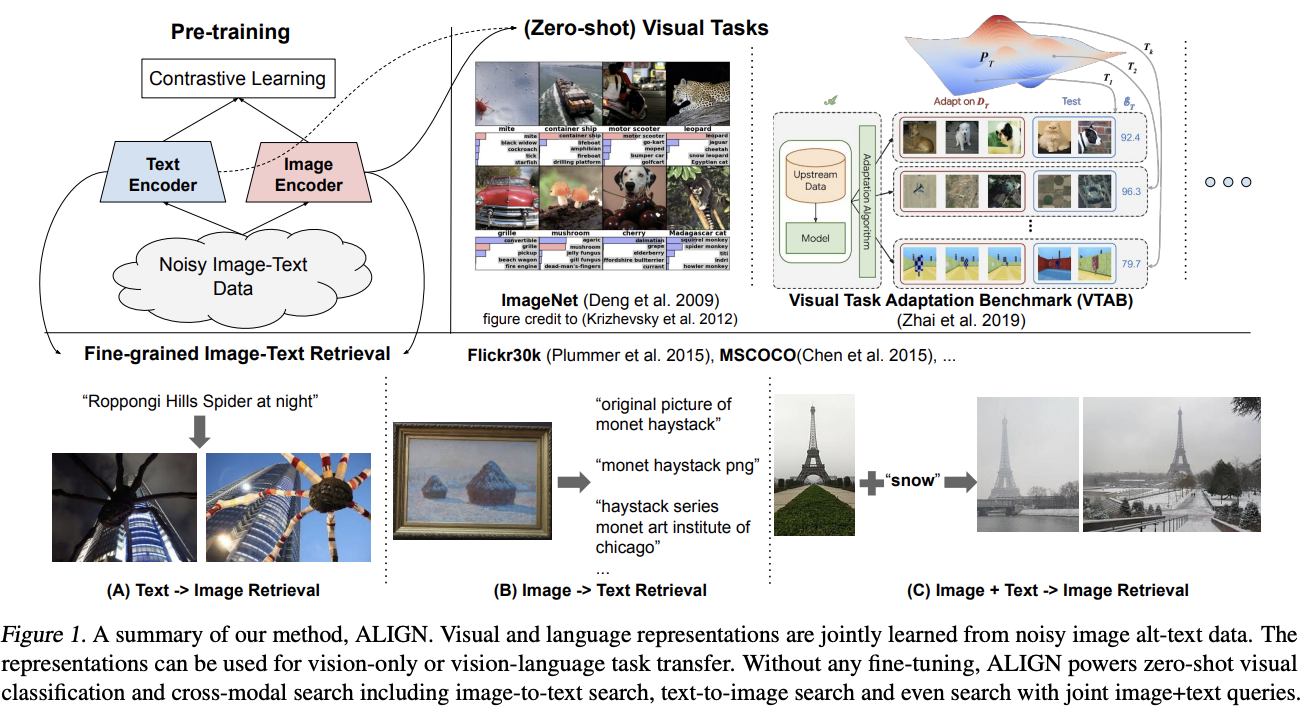 Pre-training
Contrastive Learning
Text
Encoder
Image
Encoder
Noisy Image-Text
Data
(Zero-shot) Visual Tasks
mite
container ship
motor scooter
leopard
mite
black widow
cockroach
tick
starfish
container ship
lifeboat
amphibian
fireboat
drilling platform
motor scooter
go-kart
moped
bumper car
golfcart
leopard
jaguar
cheetah
snow leopard
Egyptian cat
grille
mushroom
cherry
Madagascar cat
convertible
grille
pickup
beach wagon
fire engine
agaric
mushroom
jelly fungus
gill fungus
dead-man's-fingers
dalmatian
grape
elderberry
ffordshire bullterrier
currant
squirrel monkey
spider monkey
titi
indri
howler monkey
ImageNet (Deng et al. 2009)
figure credit to (Krizhevsky et al. 2012)
P_T
T_k
T_2
T_1
Adapt on D_T
Test
Upstream
Data
Model
Adaptation Algorithm
92.4
96.3
79.7
Visual Task Adaptation Benchmark (VTAB)
(Zhai et al. 2019)
Fine-grained Image-Text Retrieval
Flickr30k (Plummer et al. 2015), MSCOCO(Chen et al. 2015), ...
“Roppongi Hills Spider at night”
(A) Text -> Image Retrieval
“original picture of
monet haystack”
“monet haystack png”
“haystack series
monet art institute of
chicago”
...
(B) Image -> Text Retrieval
“snow”
(C) Image + Text -> Image Retrieval
Figure 1. A summary of our method, ALIGN. Visual and language representations are jointly learned from noisy image alt-text data. The
representations can be used for vision-only or vision-language task transfer. Without any fine-tuning, ALIGN powers zero-shot visual
classification and cross-modal search including image-to-text search, text-to-image search and even search with joint image+text queries.